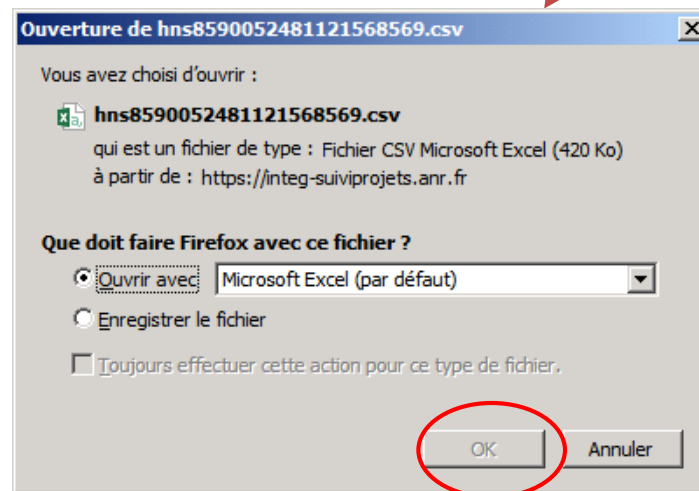 Ouverture de hns8590052481121568569.csv
Vous avez choisi d'ouvrir :
hns8590052481121568569.csv
qui est un fichier de type : Fichier CSV Microsoft Excel (420 Ko)
à partir de : https://integ-suiviprojets.anr.fr
Que doit faire Firefox avec ce fichier ?
Ouvrir avec Microsoft Excel (par défaut)
Enregistrer le fichier
Toujours effectuer cette action pour ce type de fichier.
OK Annuler